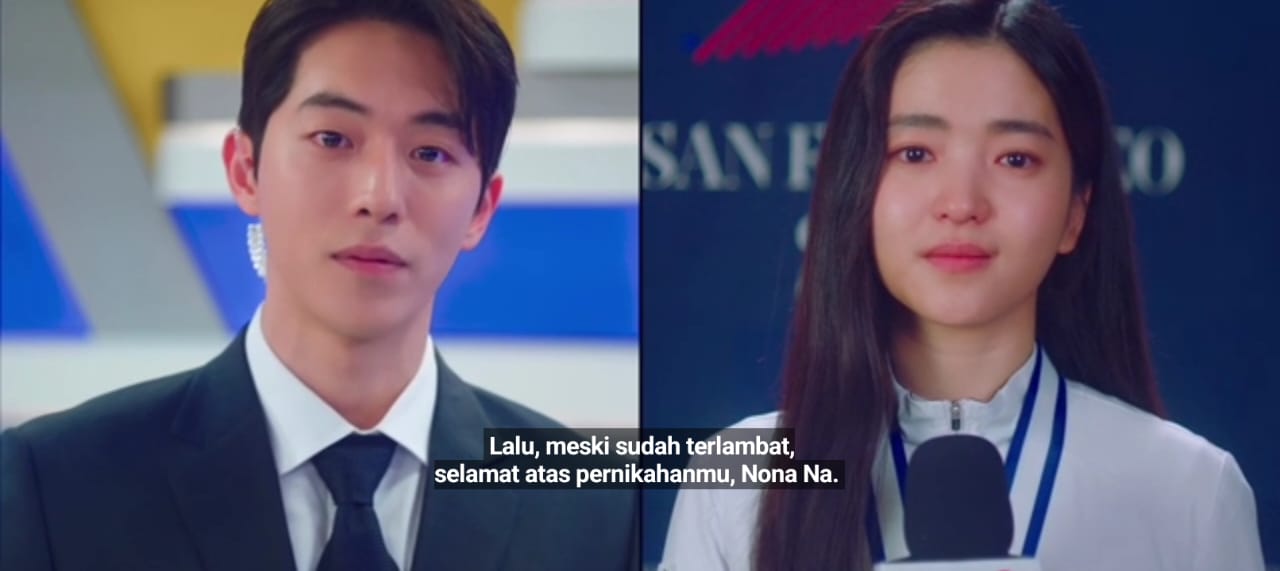 SAN F
CO
Lalu, meski sudah terlambat,
selamat atas pernikahanmu, Nona Na.